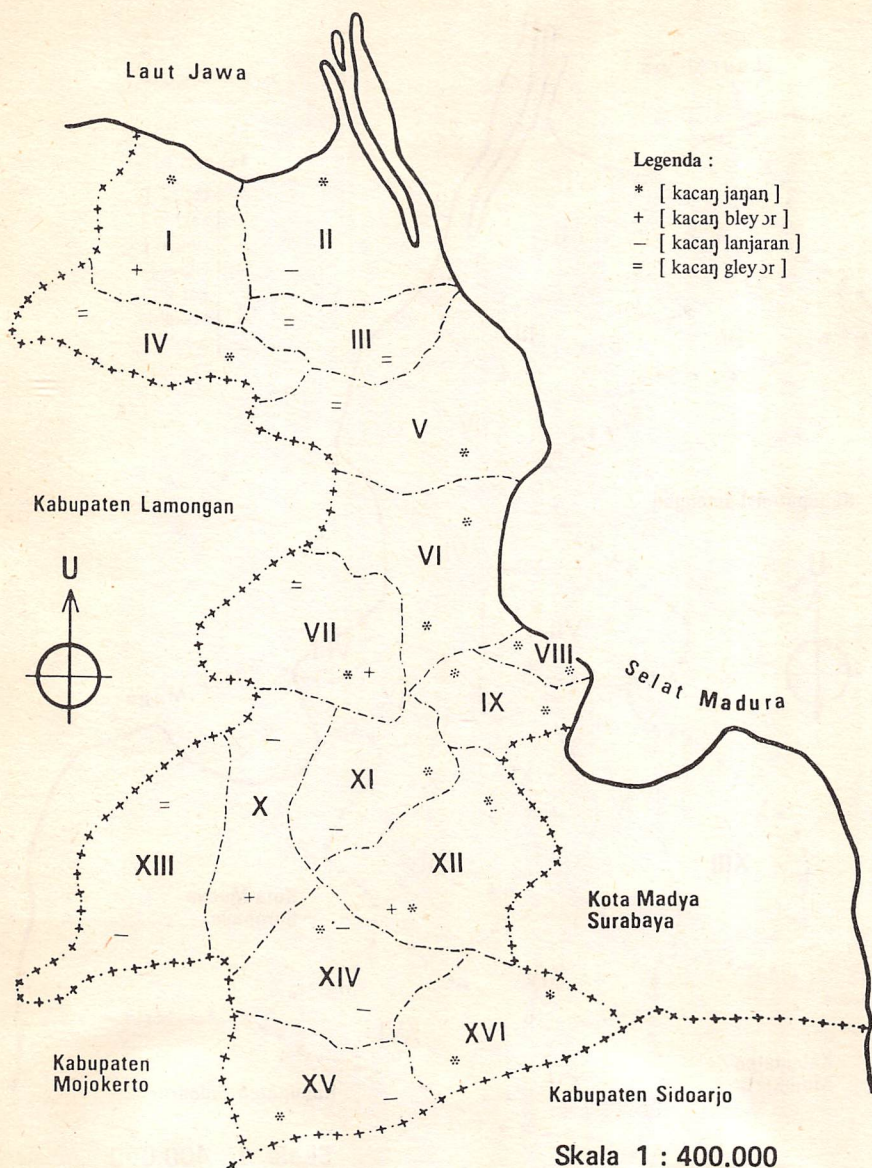 Laut Jawa
Legenda :
* [ kacaŋ jaŋan ]
+ [ kacaŋ bleyɔr ]
– [ kacaŋ lanjaran ]
= [ kacaŋ gleyɔr ]
I
II
III
IV
V
Kabupaten Lamongan
VI
U
VII
VIII
Selat Madura
IX
XI
X
XII
XIII
Kota Madya
Surabaya
XIV
XVI
Kabupaten
Mojokerto
XV
Kabupaten Sidoarjo
Skala 1 : 400.000